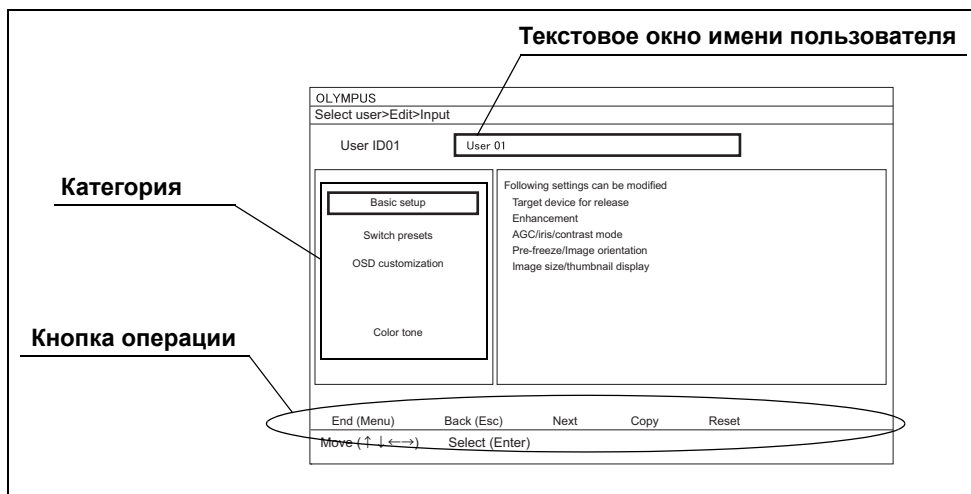 Текстовое окно имени пользователя
OLYMPUS
Select user>Edit>Input
User ID01
User 01
Категория
Basic setup
Switch presets
OSD customization
Color tone
Following settings can be modified
Target device for release
Enhancement
AGC/iris/contrast mode
Pre-freeze/Image orientation
Image size/thumbnail display
Кнопка операции
End (Menu) Back (Esc) Next Copy Reset
Move (↑↓←→) Select (Enter)